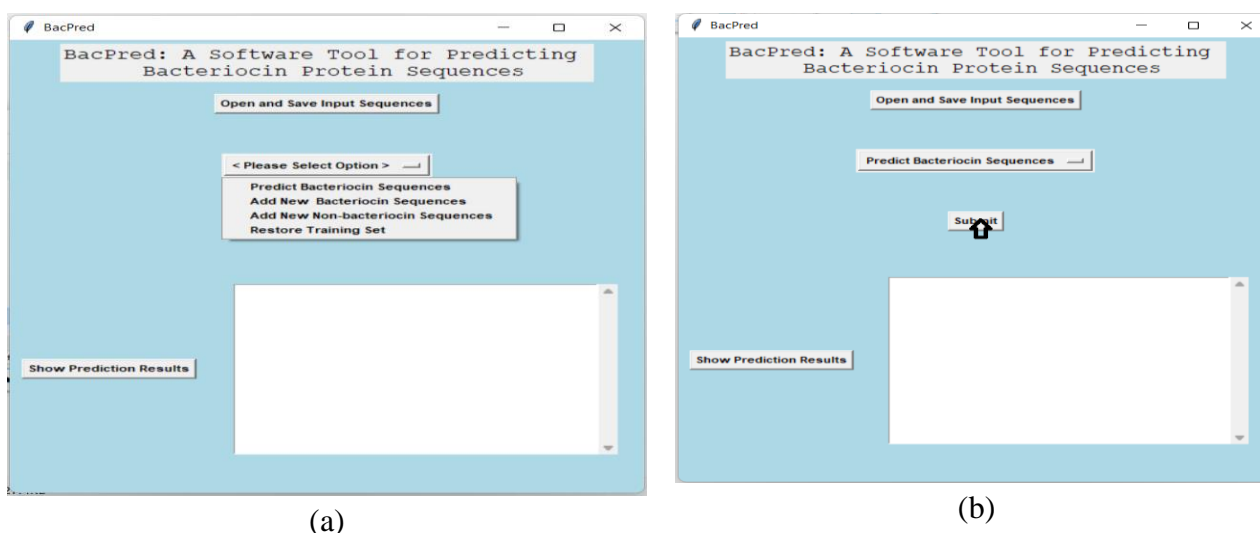 BacPred
BacPred: A Software Tool for Predicting
Bacteriocin Protein Sequences
Open and Save Input Sequences
< Please Select Option >
Predict Bacteriocin Sequences
Add New Bacteriocin Sequences
Add New Non-bacteriocin Sequences
Restore Training Set
Show Prediction Results
(a)
BacPred
BacPred: A Software Tool for Predicting
Bacteriocin Protein Sequences
Open and Save Input Sequences
Predict Bacteriocin Sequences
Submit
Show Prediction Results
(b)